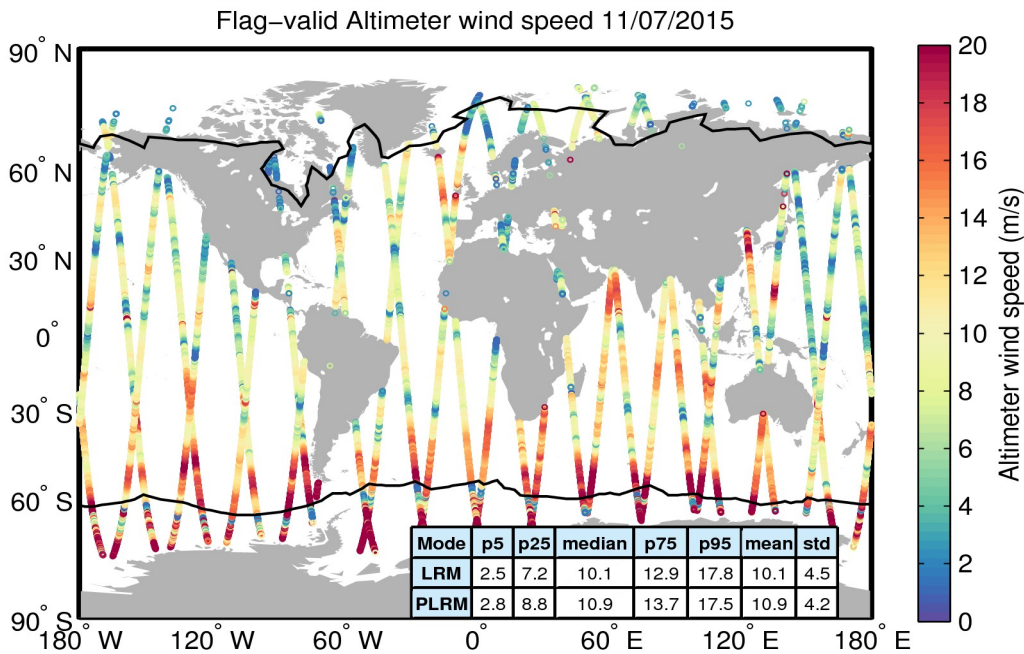 Flag−valid Altimeter wind speed 11/07/2015
90° N
60° N
30° N
0°
30° S
60° S
90° S
180° W
120° W
60° W
0°
60° E
120° E
180° E
Mode p5 p25 median p75 p95 mean std
LRM 2.5 7.2 10.1 12.9 17.8 10.1 4.5
PLRM 2.8 8.8 10.9 13.7 17.5 10.9 4.2
20
18
16
14
12
10
8
6
4
2
0
Altimeter wind speed (m/s)